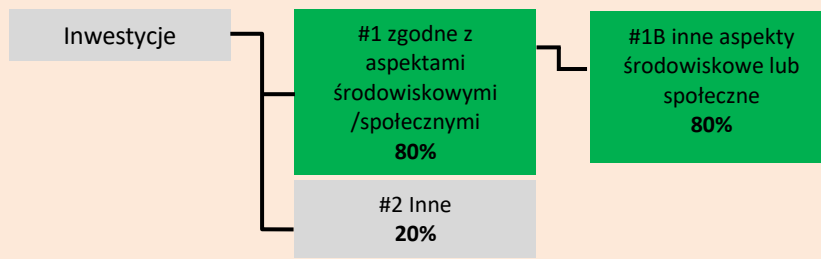 Inwestycje
#1 zgodne z
aspektami
środowiskowymi
/społecznymi
80%
#1B inne aspekty
środowiskowe lub
społeczne
80%
#2 Inne
20%